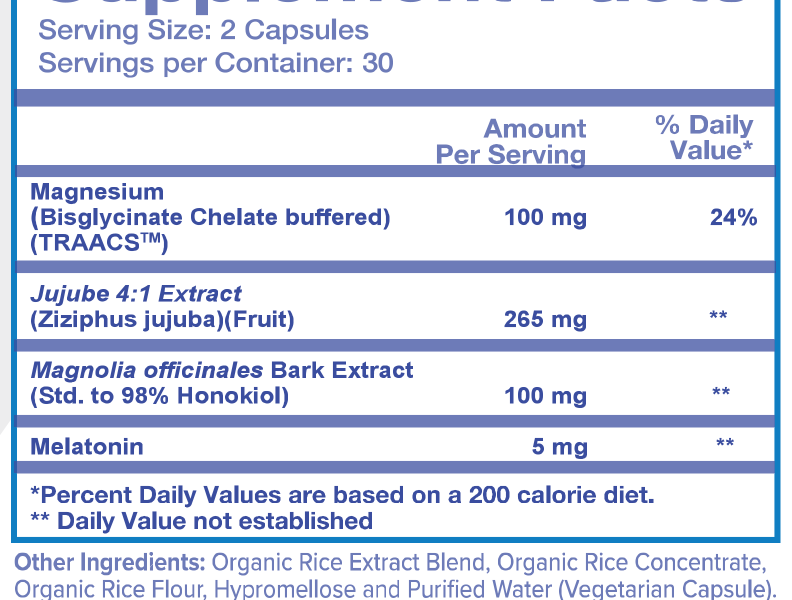 Supplement Facts
Serving Size: 2 Capsules
Servings per Container: 30
Amount Per Serving
% Daily Value*
Magnesium
(Bisglycinate Chelate buffered) 100 mg 24%
(TRAACS™)
Jujube 4:1 Extract
(Ziziphus jujuba)(Fruit) 265 mg **
Magnolia officinales Bark Extract
(Std. to 98% Honokiol) 100 mg **
Melatonin 5 mg **
*Percent Daily Values are based on a 200 calorie diet.
** Daily Value not established
Other Ingredients: Organic Rice Extract Blend, Organic Rice Concentrate,
Organic Rice Flour, Hypromellose and Purified Water (Vegetarian Capsule).